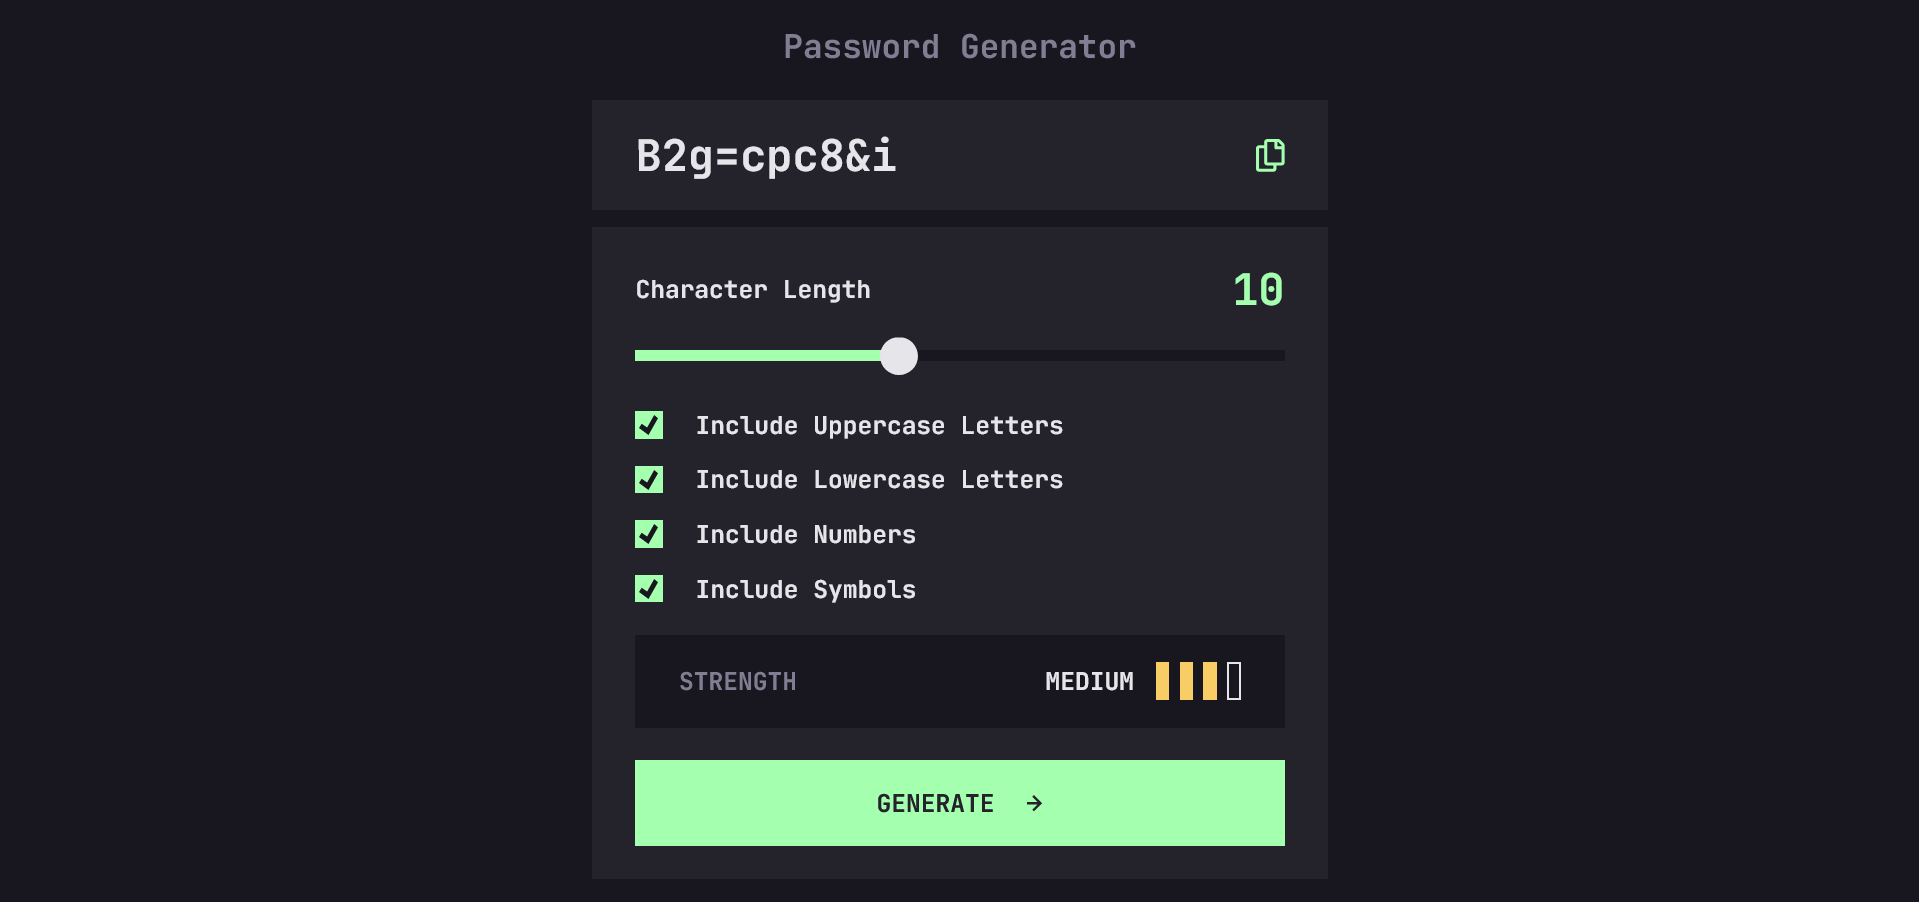 Password Generator
B2g=cpc8&i
Character Length 10
Include Uppercase Letters
Include Lowercase Letters
Include Numbers
Include Symbols
STRENGTH MEDIUM
GENERATE →